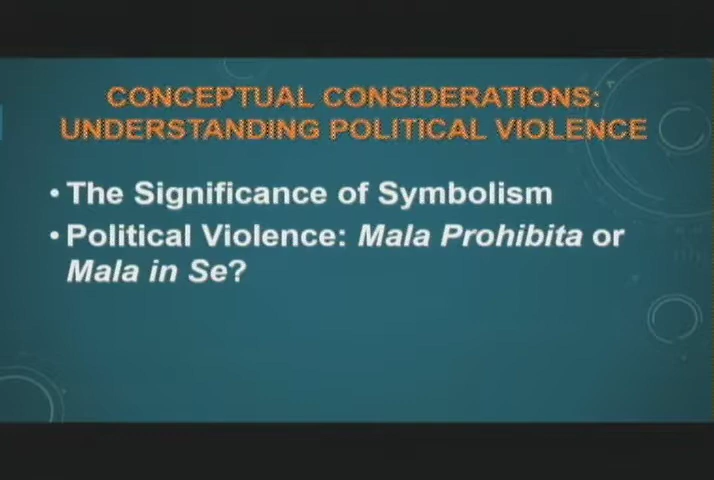 CONCEPTUAL CONSIDERATIONS:
UNDERSTANDING POLITICAL VIOLENCE
• The Significance of Symbolism
• Political Violence: Mala Prohibita or
Mala in Se?